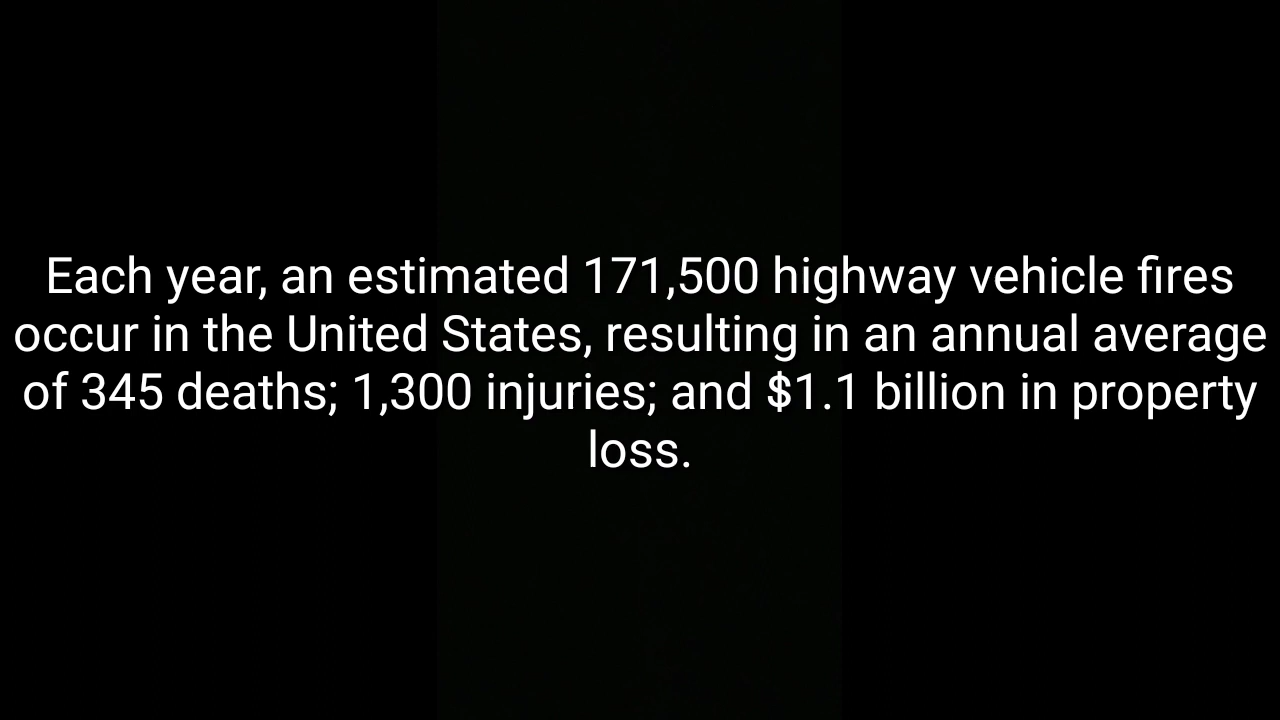 Each year, an estimated 171,500 highway vehicle fires
occur in the United States, resulting in an annual average
of 345 deaths; 1,300 injuries; and $1.1 billion in property
loss.